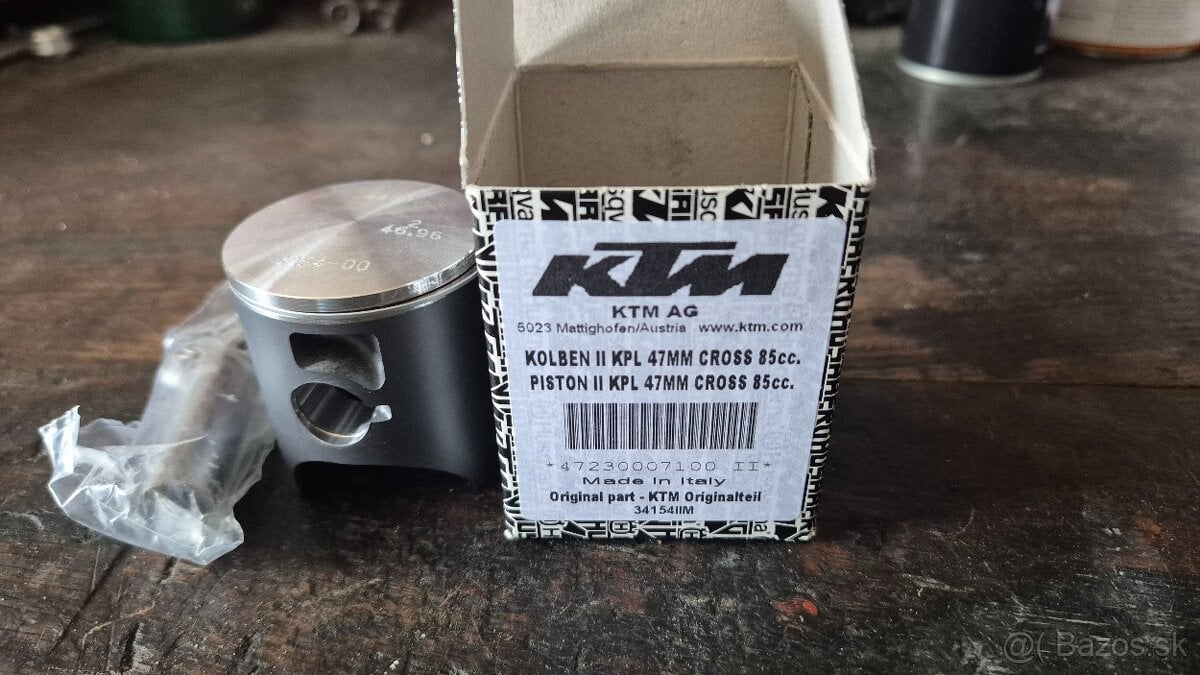 2
46.96
KTM
KTM AG
5023 Mattighofen/Austria www.ktm.com
KOLBEN II KPL 47MM CROSS 85cc.
PISTON II KPL 47MM CROSS 85cc.
*47230007100 II*
Made in Italy
Original part - KTM Originalteil
34154IIM
@( Bazos.sk